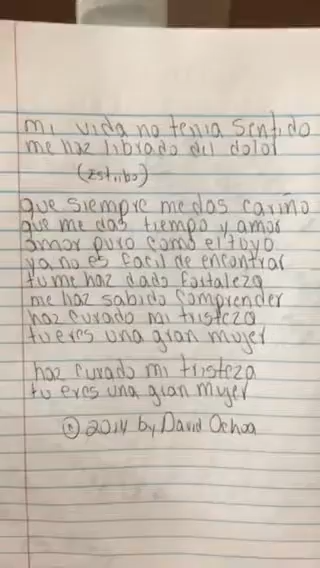 mi vida no tenia sentido
me haz librado del dolor
(Estribo)
que siempre me das cariño
que me das tiempo y amor
amor puro como el tuyo
ya no es facil de encontrar
tu me haz dado fortaleza
me haz sabido comprender
haz curado mi tristeza
tu eres una gran mujer
haz curado mi tristeza
tu eres una gran mujer
© 2014 by David Ochoa